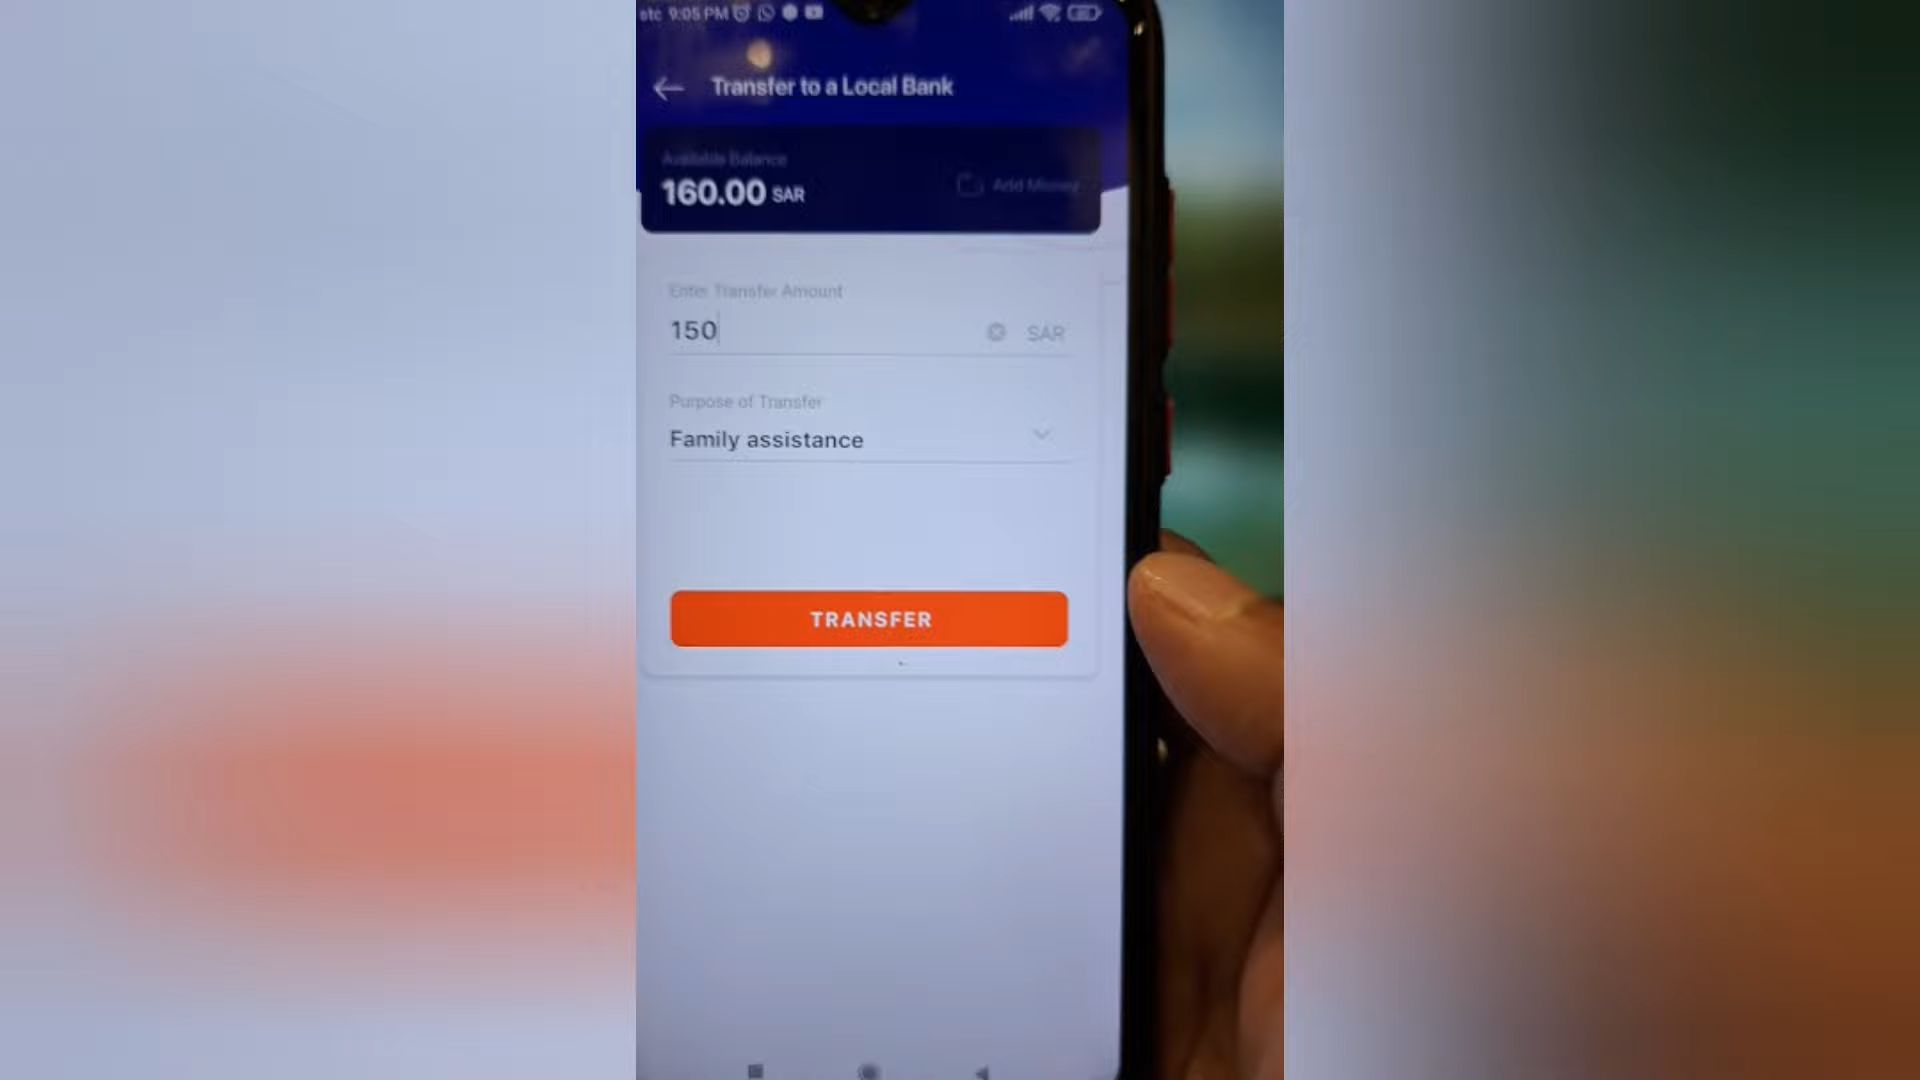 stc 9:05 PM
Transfer to a Local Bank
Available Balance
160.00 SAR
Add Money
Enter Transfer Amount
150 SAR
Purpose of Transfer
Family assistance
TRANSFER